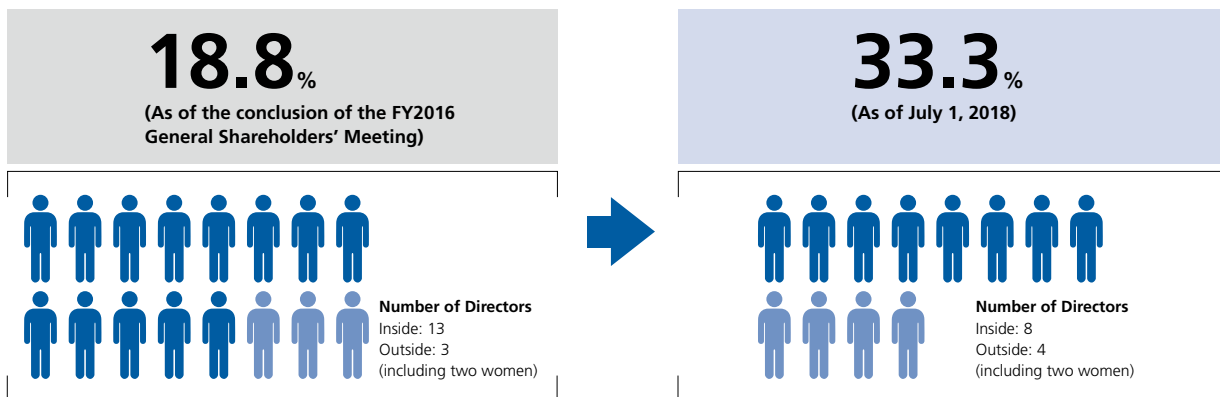 18.8%
(As of the conclusion of the FY2016
General Shareholders' Meeting)
Number of Directors
Inside: 13
Outside: 3
(including two women)
33.3%
(As of July 1, 2018)
Number of Directors
Inside: 8
Outside: 4
(including two women)